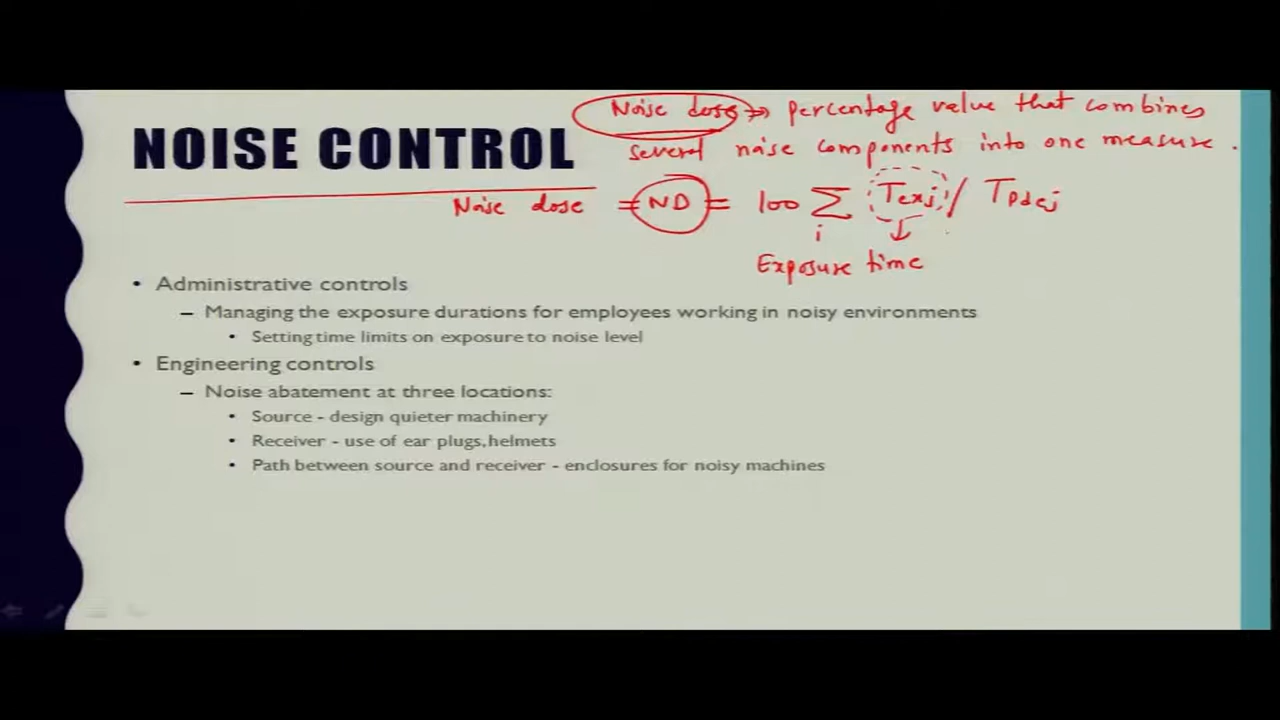 Noise dose => percentage value that combines
several noise components into one measure.
NOISE CONTROL
Noise dose = ND = 100 ∑ Texj / Tpdej
i
Exposure time
• Administrative controls
– Managing the exposure durations for employees working in noisy environments
• Setting time limits on exposure to noise level
• Engineering controls
– Noise abatement at three locations:
• Source - design quieter machinery
• Receiver - use of ear plugs,helmets
• Path between source and receiver - enclosures for noisy machines